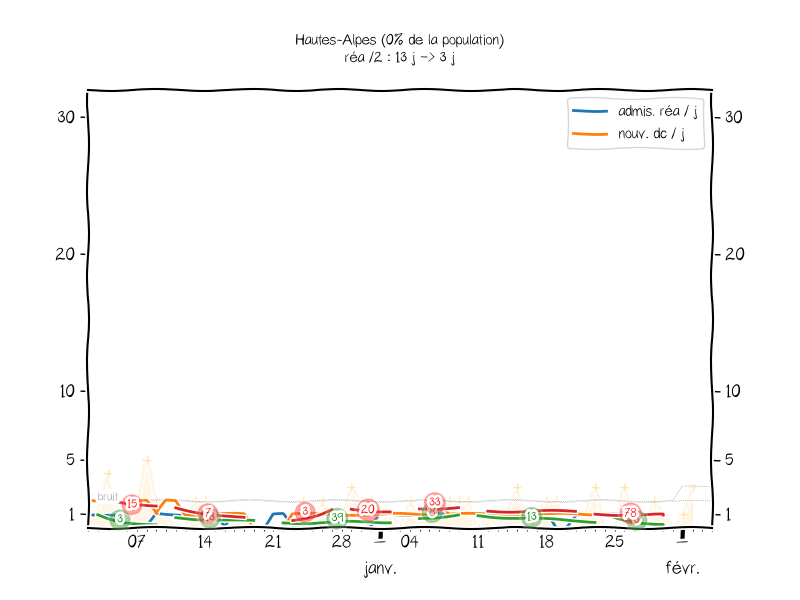 Hautes-Alpes (0% de la population)
réa /2 : 13 j -> 3 j
admis. réa / j
nouv. dc / j
30 30
20 20
10 10
5 5
1 1
bruit
15 3 7 3 39 20 33 13 78
07 14 21 28 04 11 18 25
janv. févr.